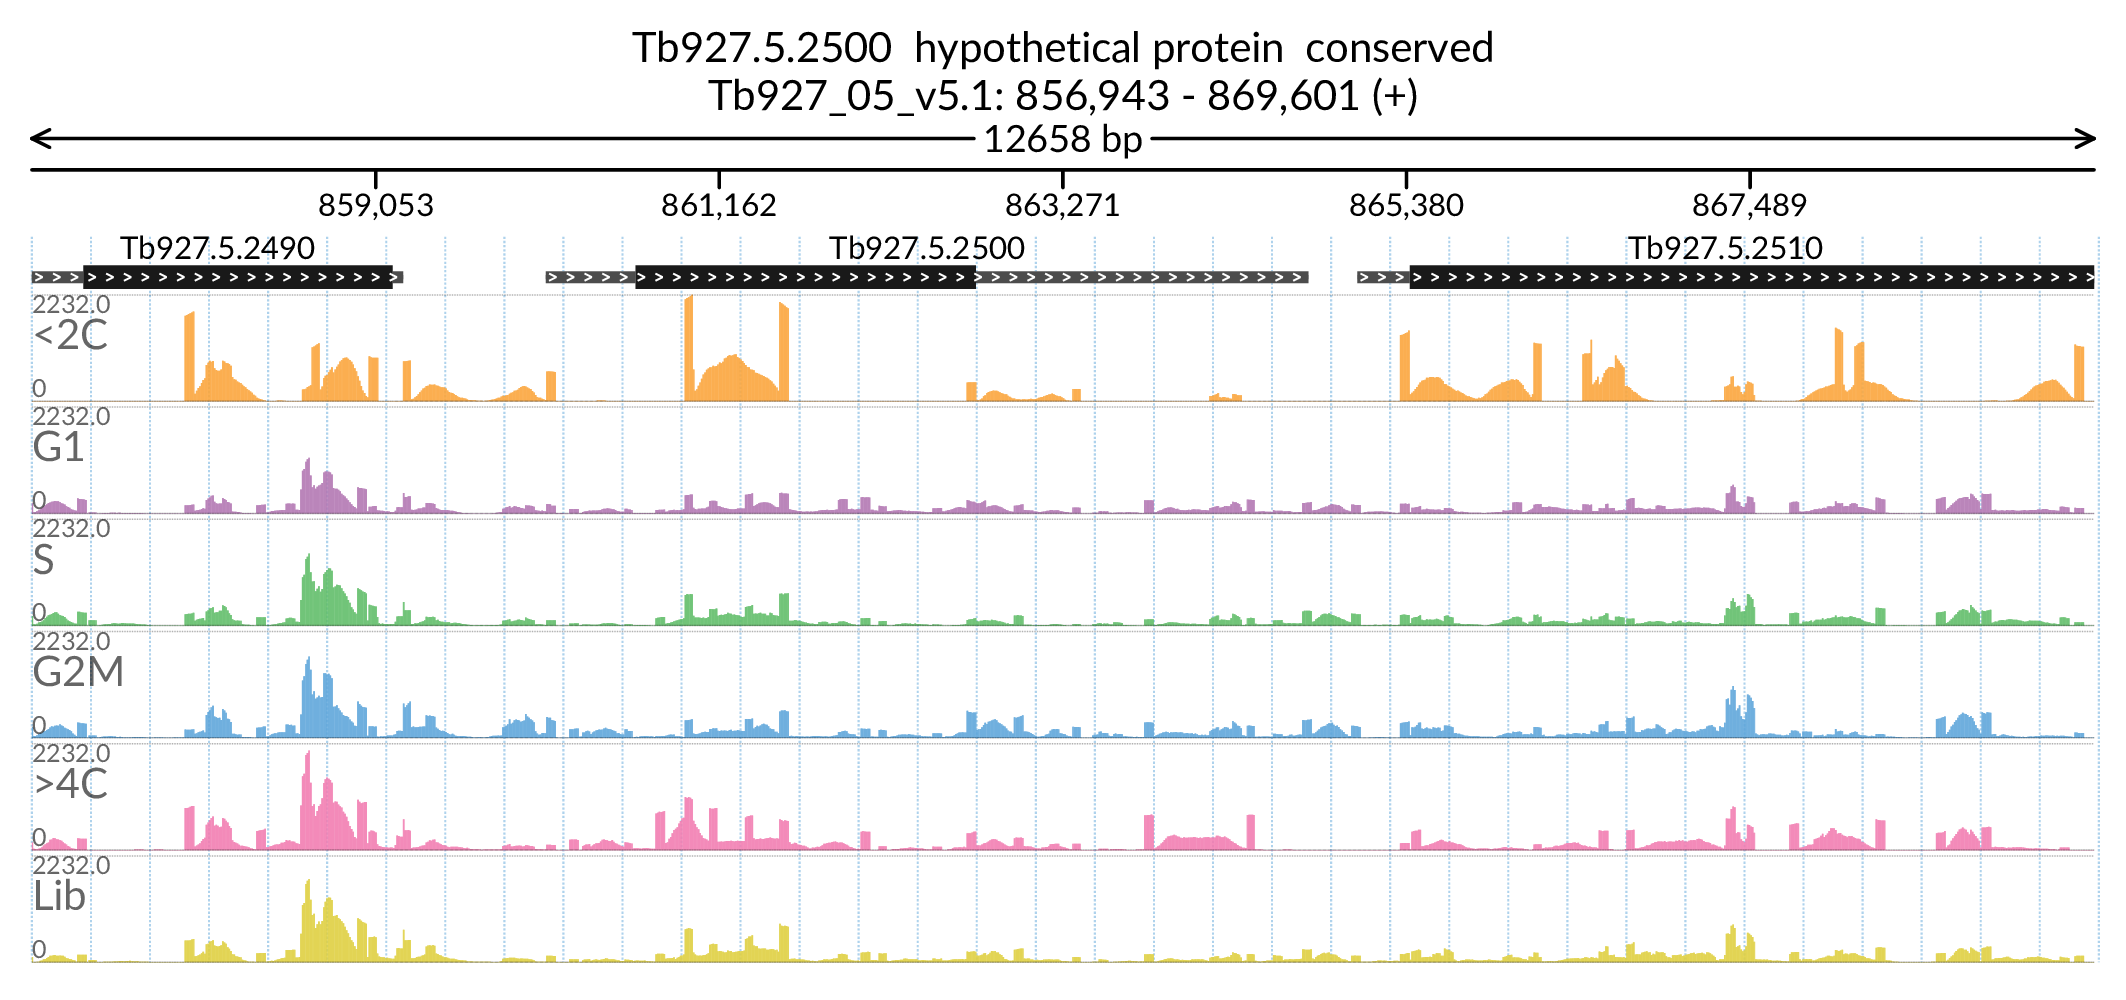 Tb927.5.2500  hypothetical protein  conserved
Tb927_05_v5.1: 856,943 - 869,601 (+)
12658 bp
859,053 861,162 863,271 865,380 867,489
Tb927.5.2490 Tb927.5.2500 Tb927.5.2510
2232.0
<2C
0
2232.0
G1
0
2232.0
S
0
2232.0
G2M
0
2232.0
>4C
0
2232.0
Lib
0